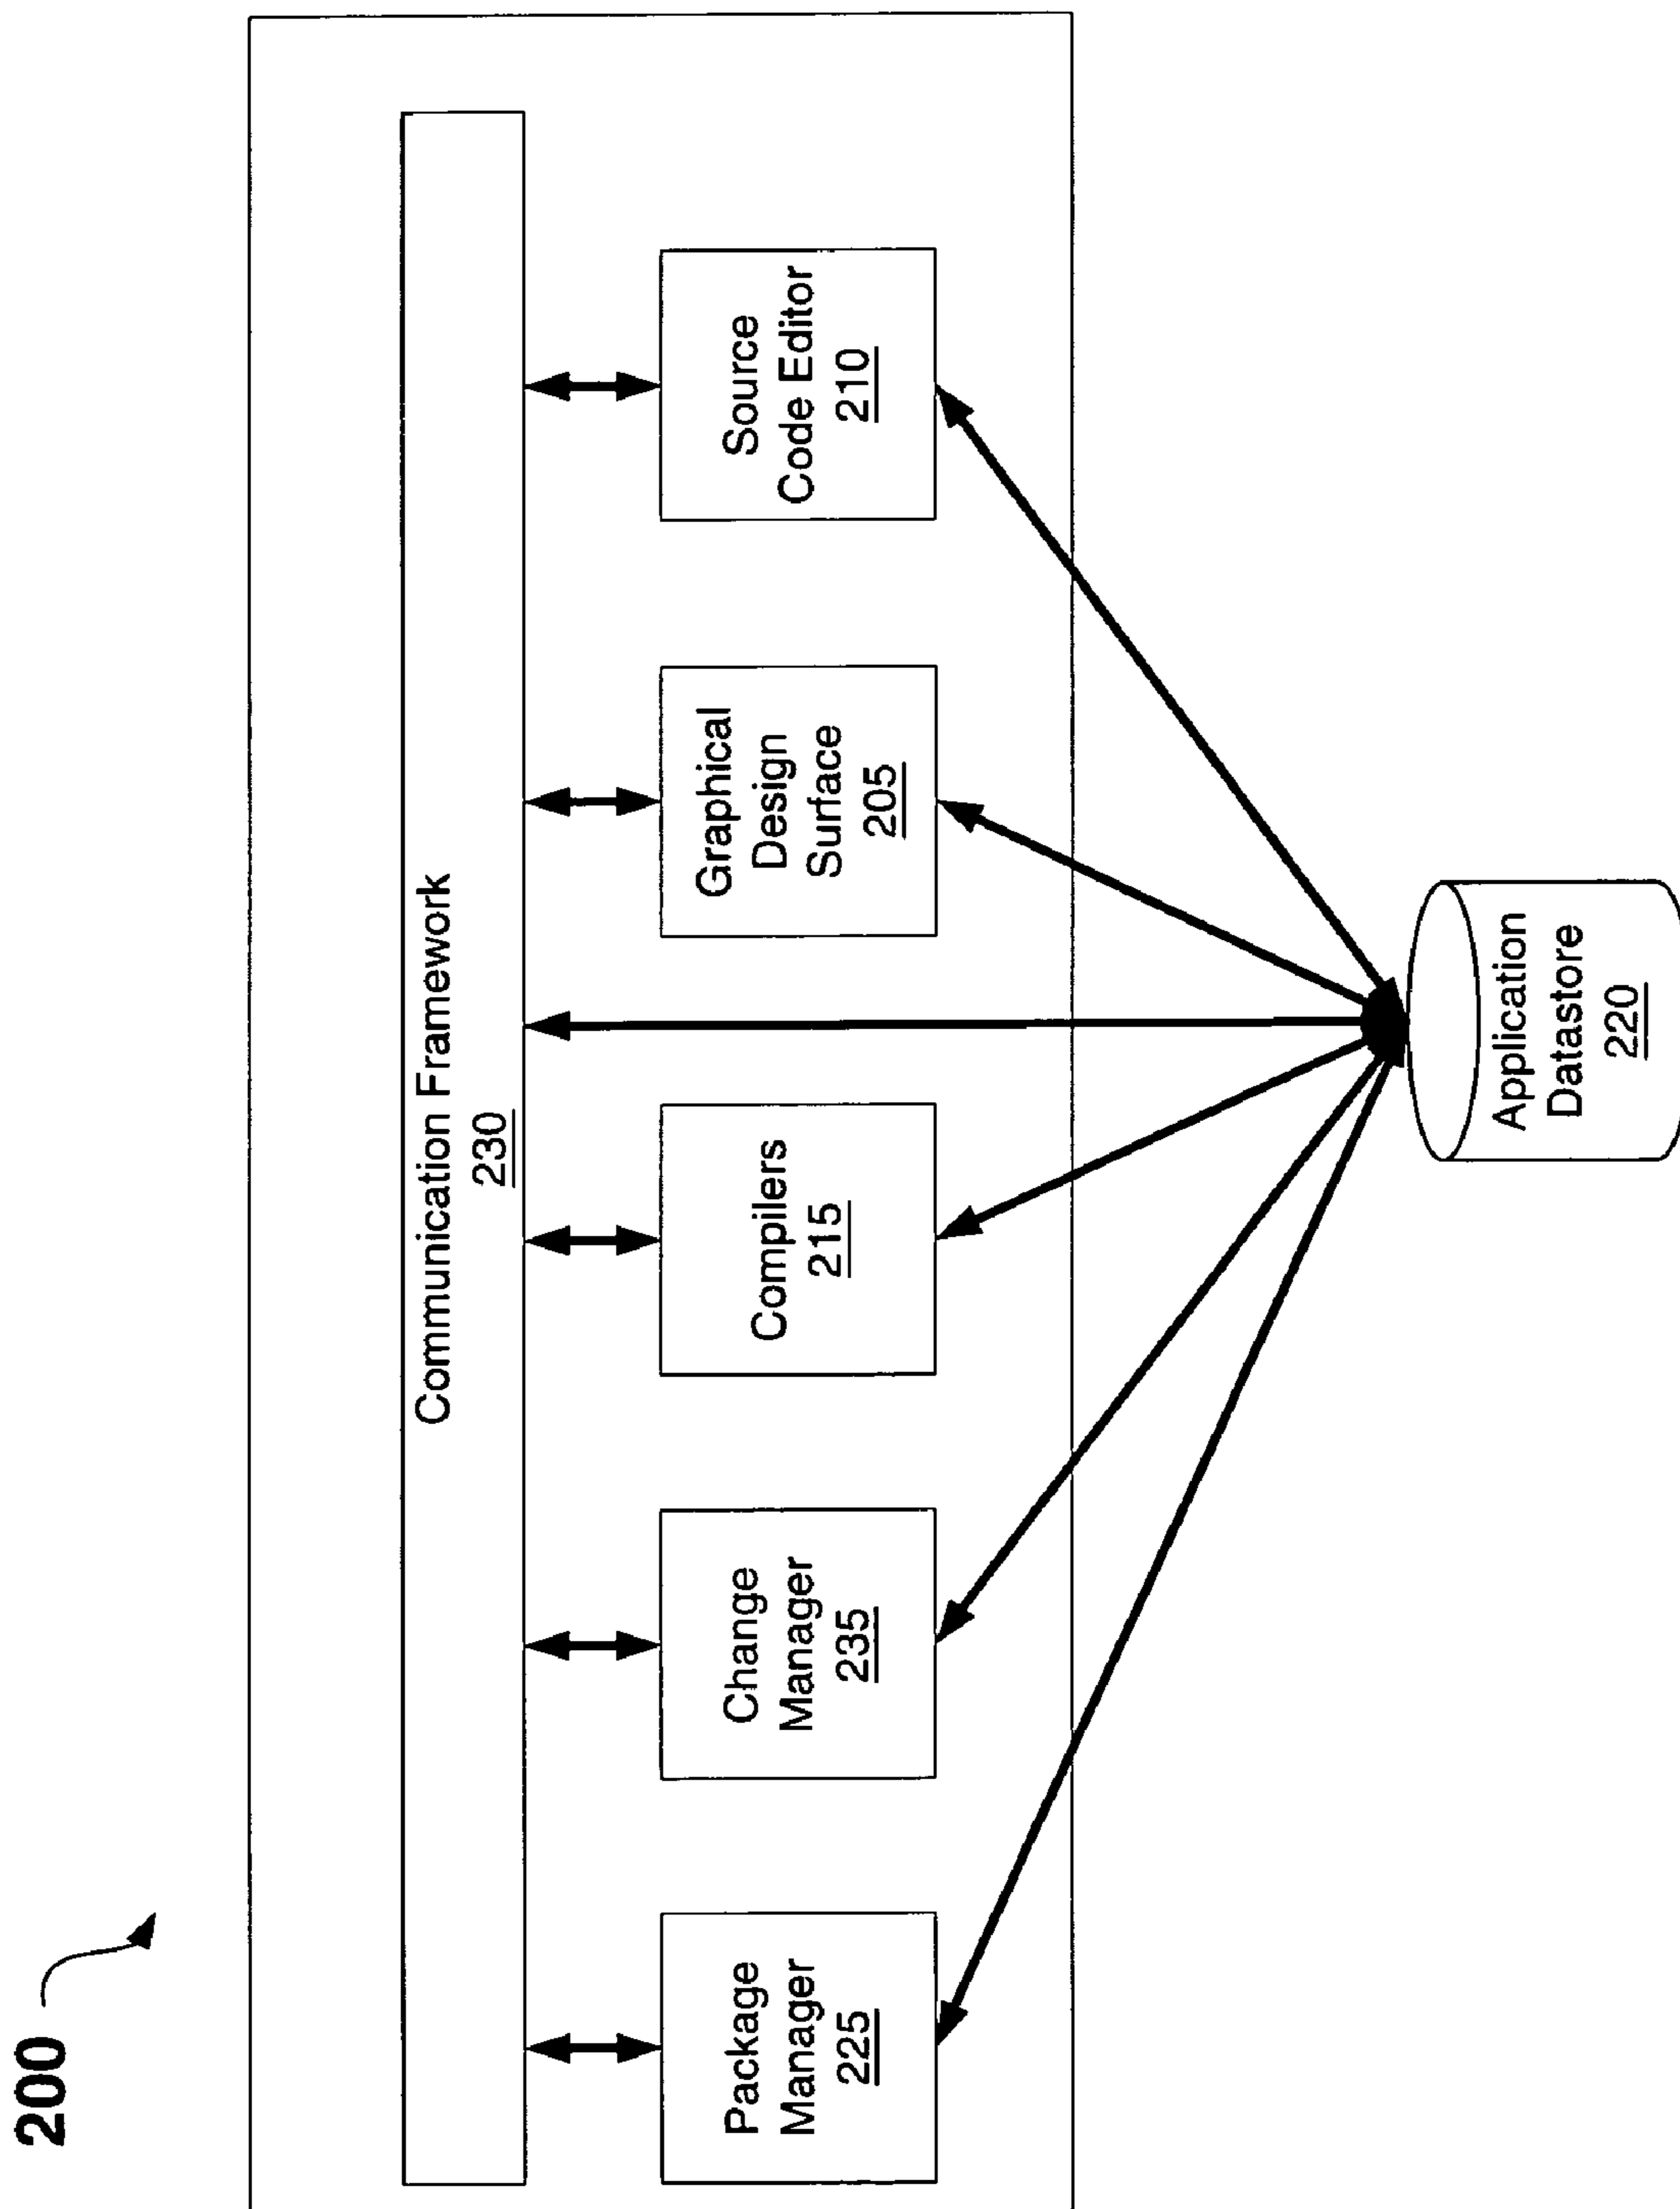 200
Communication Framework
230
Package
Manager
225
Change
Manager
235
Compilers
215
Graphical
Design
Surface
205
Source
Code Editor
210
Application
Datastore
220